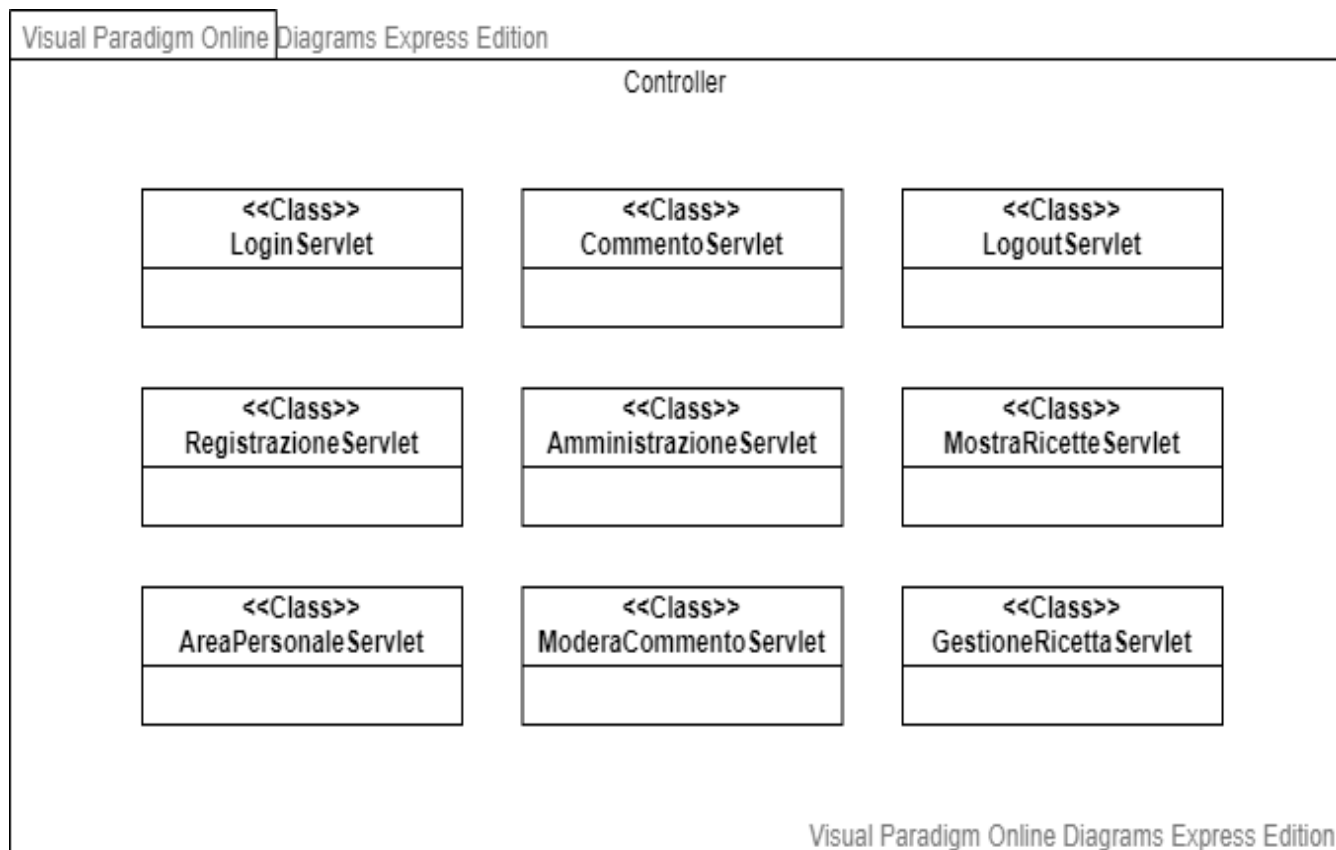 Visual Paradigm Online Diagrams Express Edition
Controller
<<Class>>
LoginServlet
<<Class>>
CommentoServlet
<<Class>>
LogoutServlet
<<Class>>
RegistrazioneServlet
<<Class>>
AmministrazioneServlet
<<Class>>
MostraRicetteServlet
<<Class>>
AreaPersonaleServlet
<<Class>>
ModeraCommentoServlet
<<Class>>
GestioneRicettaServlet
Visual Paradigm Online Diagrams Express Edition